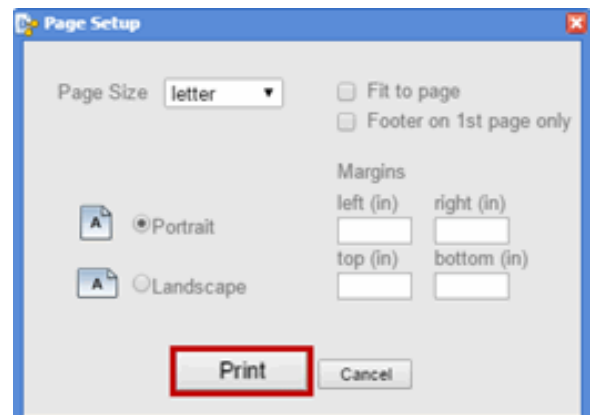 Page Setup
Page Size letter
Fit to page
Footer on 1st page only
Margins
left (in) right (in)
top (in) bottom (in)
A Portrait
A Landscape
Print Cancel